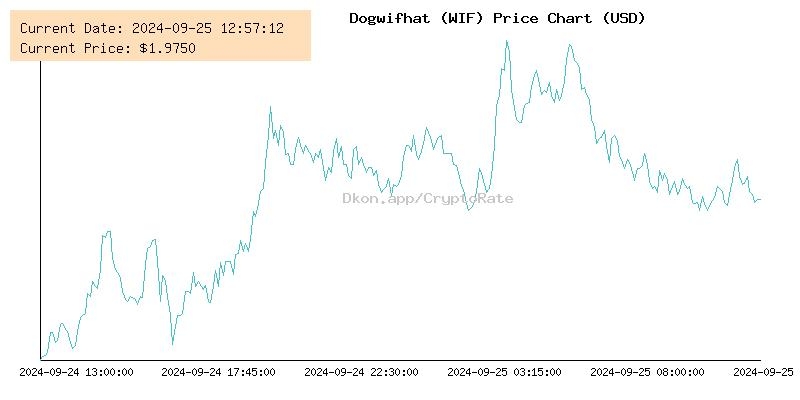 Dogwifhat (WIF) Price Chart (USD)
Current Date: 2024-09-25 12:57:12
Current Price: $1.9750
Dkon.app/CryptoRate
2024-09-24 13:00:00 2024-09-24 17:45:00 2024-09-24 22:30:00 2024-09-25 03:15:00 2024-09-25 08:00:00 2024-09-25